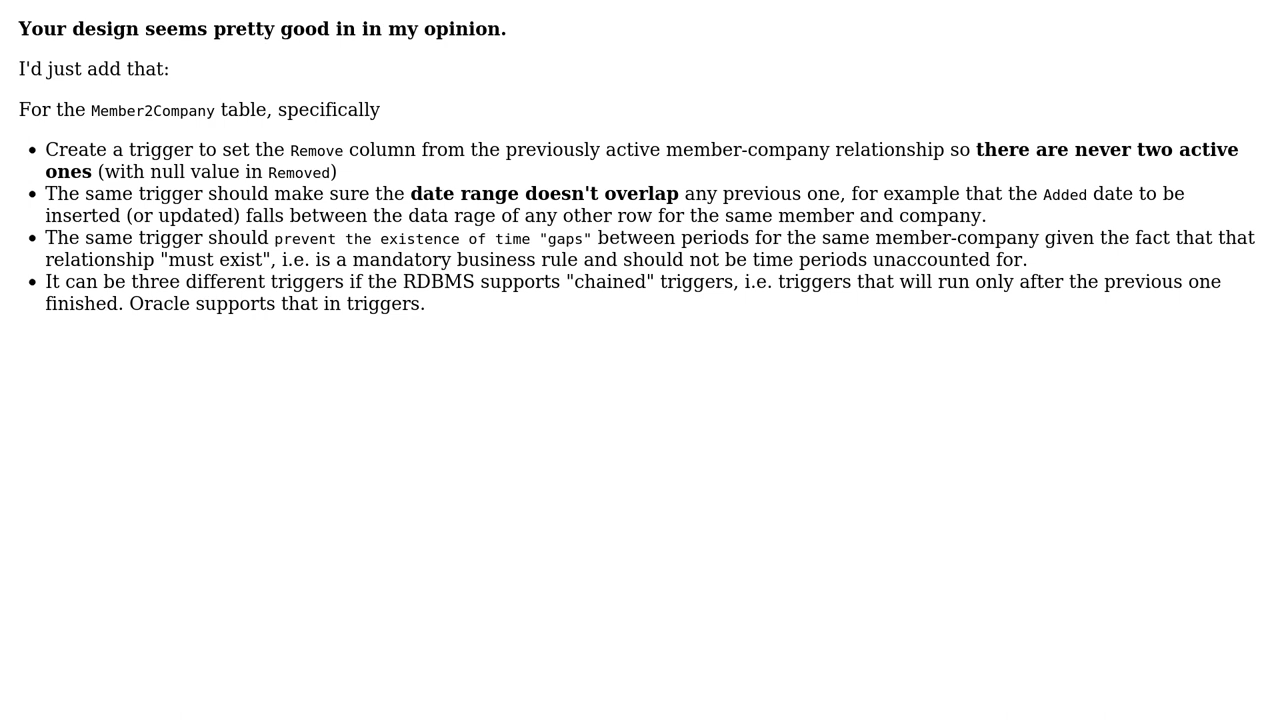 Your design seems pretty good in in my opinion.
I'd just add that:
For the Member2Company table, specifically
• Create a trigger to set the Remove column from the previously active member-company relationship so there are never two active
ones (with null value in Removed)
• The same trigger should make sure the date range doesn't overlap any previous one, for example that the Added date to be
inserted (or updated) falls between the data rage of any other row for the same member and company.
• The same trigger should prevent the existence of time "gaps" between periods for the same member-company given the fact that that
relationship "must exist", i.e. is a mandatory business rule and should not be time periods unaccounted for.
• It can be three different triggers if the RDBMS supports "chained" triggers, i.e. triggers that will run only after the previous one
finished. Oracle supports that in triggers.